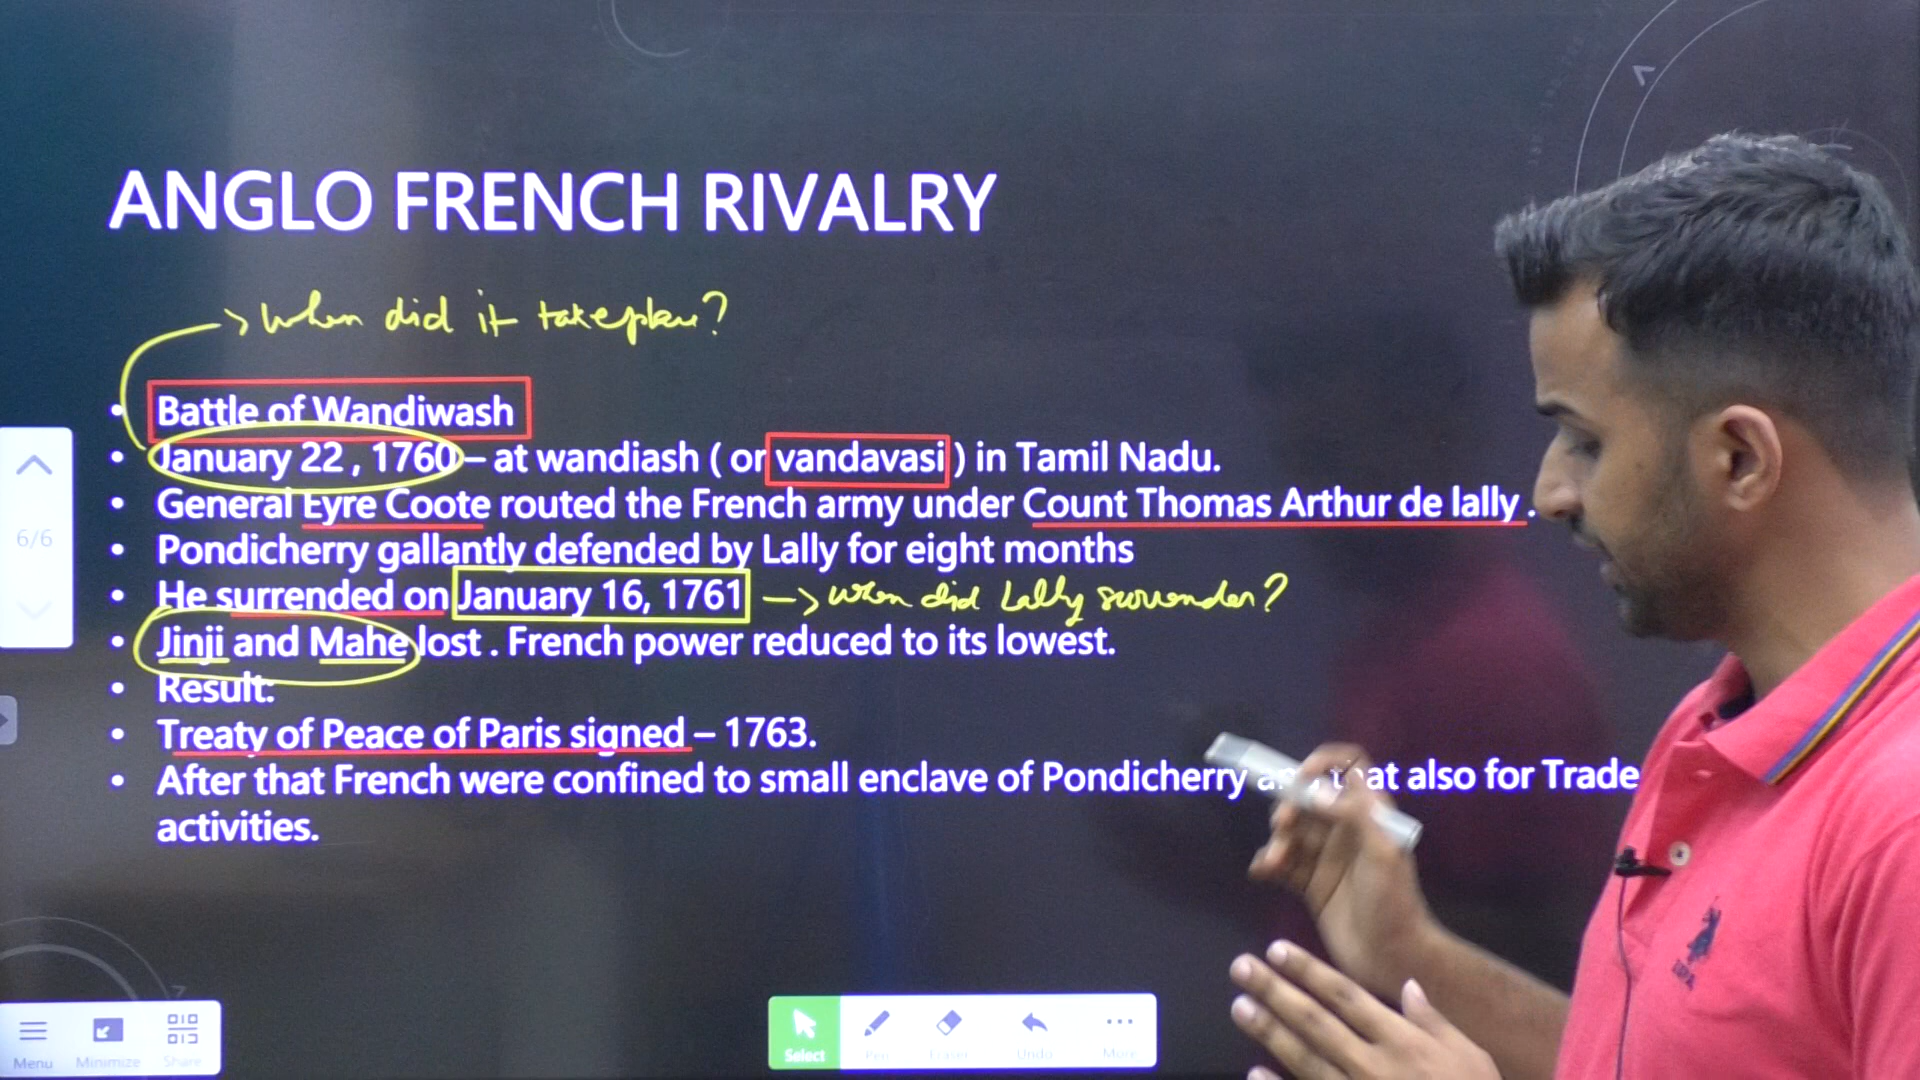 ANGLO FRENCH RIVALRY
> When did it takeplace?
• Battle of Wandiwash
• January 22 , 1760 – at wandiash ( or vandavasi ) in Tamil Nadu.
• General Eyre Coote routed the French army under Count Thomas Arthur de lally .
• Pondicherry gallantly defended by Lally for eight months
• He surrended on January 16, 1761 –> When did Lally surrender?
• Jinji and Mahe lost . French power reduced to its lowest.
• Result:
• Treaty of Peace of Paris signed – 1763.
• After that French were confined to small enclave of Pondicherry and that also for Trade
activities.
6/6
Menu Minimize Share
Select Pen Eraser Undo More